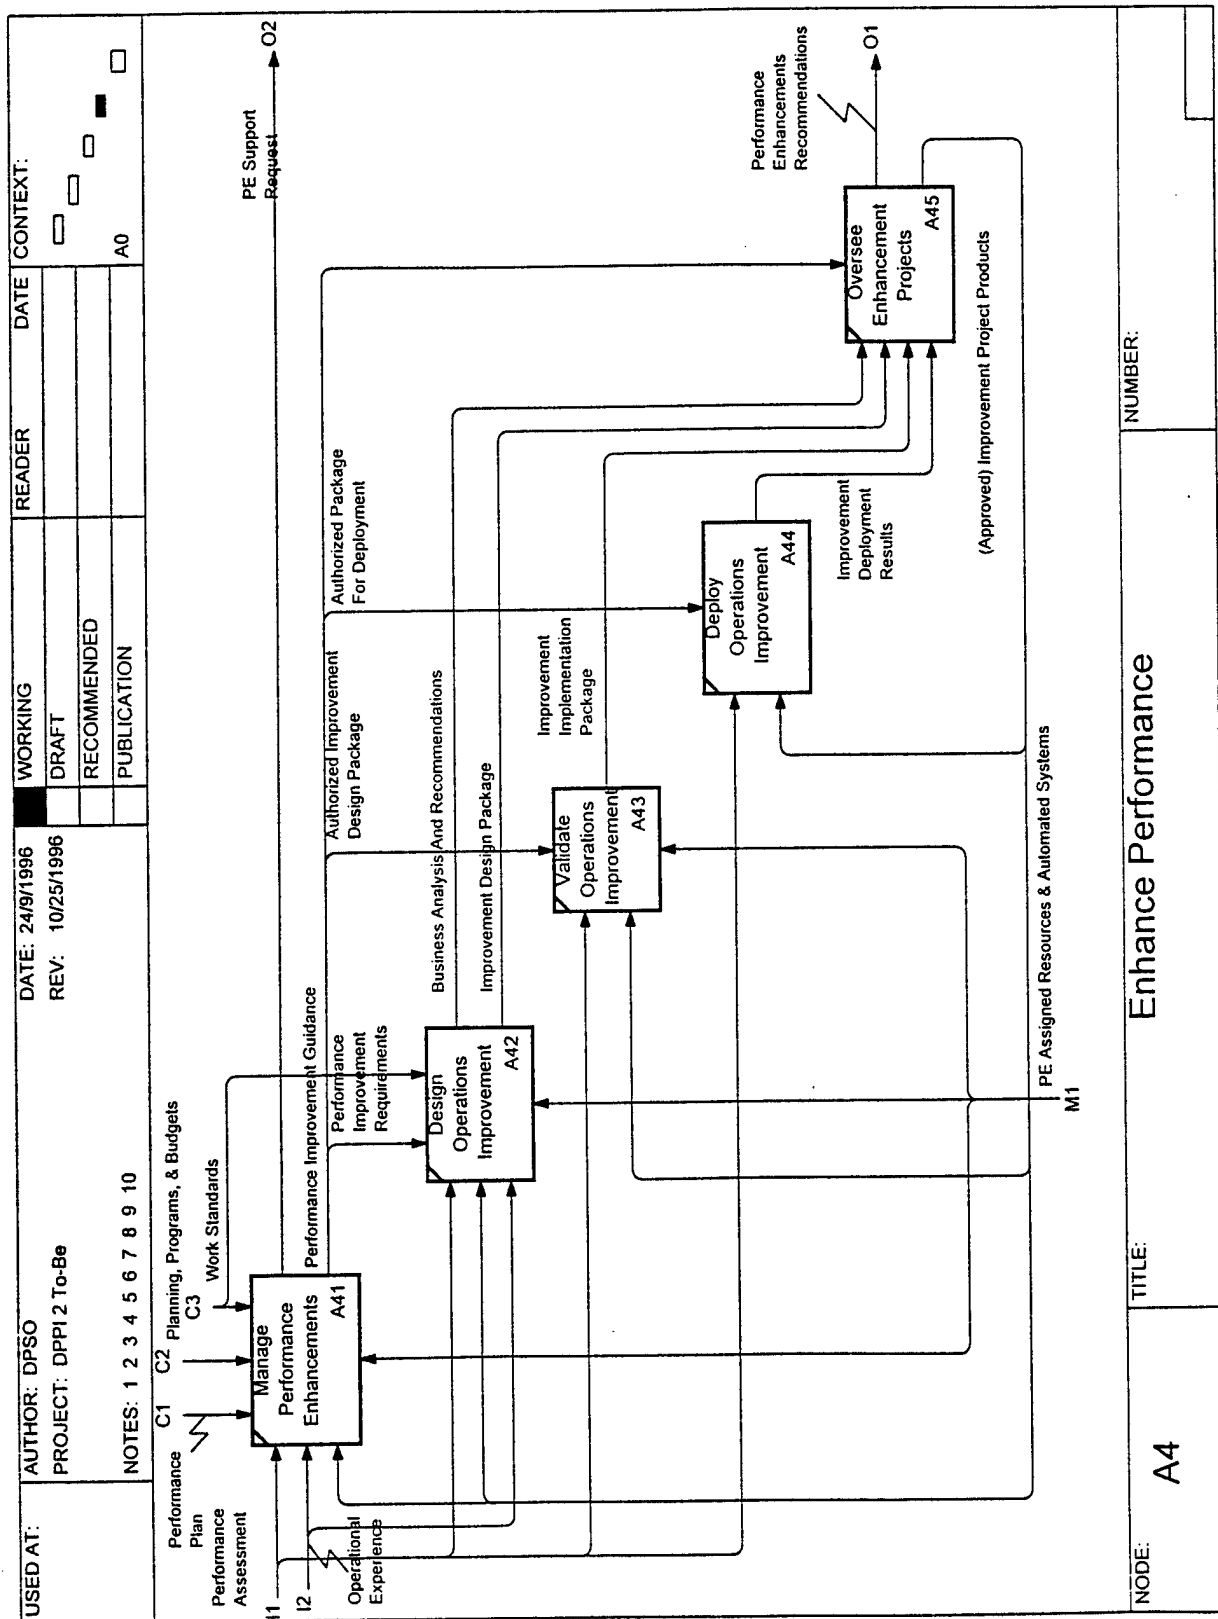 USED AT:
AUTHOR: DPSO
PROJECT: DPPI 2 To-Be
NOTES: 1 2 3 4 5 6 7 8 9 10
DATE: 24/9/1996
REV: 10/25/1996
WORKING
DRAFT
RECOMMENDED
PUBLICATION
READER
DATE
CONTEXT:
A0
C1
C2
Planning, Programs, & Budgets
C3
Work Standards
Performance
Plan
Performance
Assessment
I1
I2
Operational
Experience
Manage
Performance
Enhancements
A41
PE Support
Request
O2
Performance Improvement Guidance
Performance
Improvement
Requirements
Authorized Improvement
Design Package
Authorized Package
For Deployment
Design
Operations
Improvement
A42
Business Analysis And Recommendations
Improvement Design Package
Validate
Operations
Improvement
A43
Improvement
Implementation
Package
Deploy
Operations
Improvement
A44
Improvement
Deployment
Results
Oversee
Enhancement
Projects
A45
Performance
Enhancements
Recommendations
O1
(Approved) Improvement Project Products
PE Assigned Resources & Automated Systems
M1
NODE:
A4
TITLE:
Enhance Performance
NUMBER: